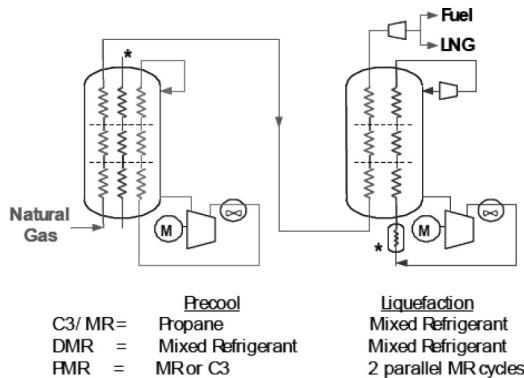 Fuel
LNG
*
Natural
Gas
M
M
*
Precool Liquefaction
C3/ MR = Propane Mixed Refrigerant
DMR = Mixed Refrigerant Mixed Refrigerant
PMR = MR or C3 2 parallel MR cycles